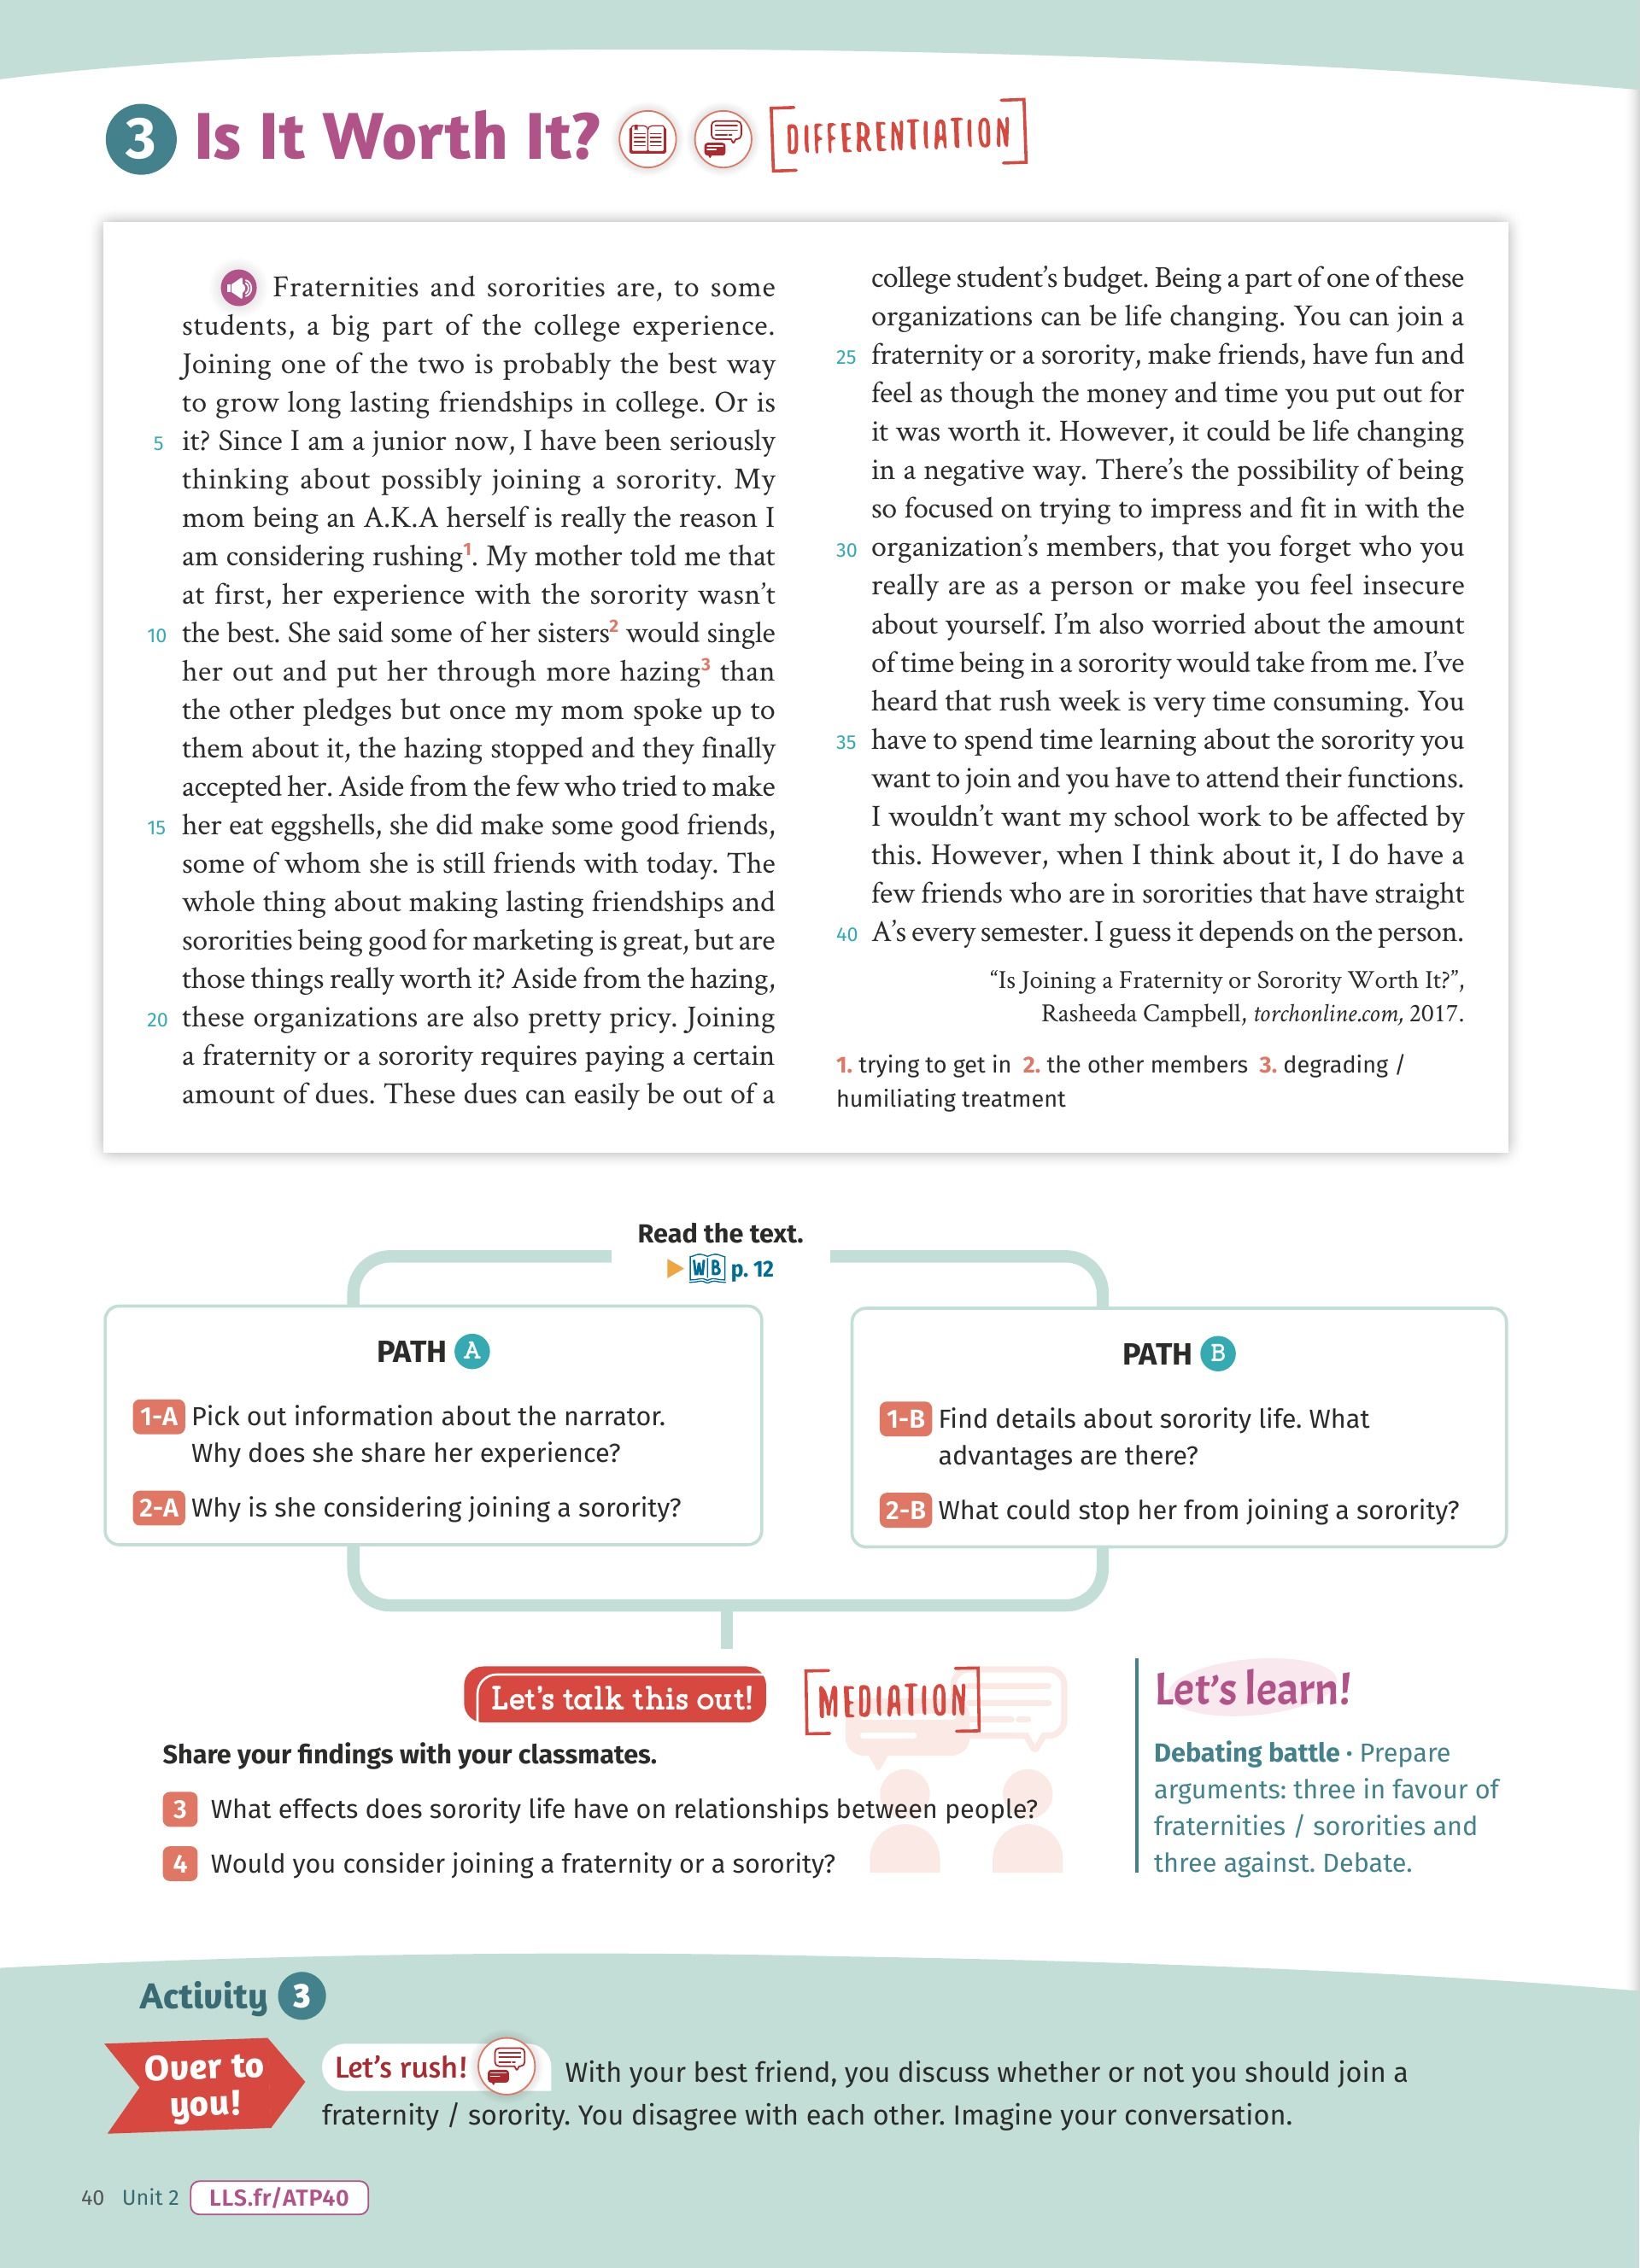 3 Is It Worth It? [DIFFERENTIATION]
Fraternities and sororities are, to some
students, a big part of the college experience.
Joining one of the two is probably the best way
to grow long lasting friendships in college. Or is
5 it? Since I am a junior now, I have been seriously
thinking about possibly joining a sorority. My
mom being an A.K.A herself is really the reason I
am considering rushing1. My mother told me that
at first, her experience with the sorority wasn't
10 the best. She said some of her sisters2 would single
her out and put her through more hazing3 than
the other pledges but once my mom spoke up to
them about it, the hazing stopped and they finally
accepted her. Aside from the few who tried to make
15 her eat eggshells, she did make some good friends,
some of whom she is still friends with today. The
whole thing about making lasting friendships and
sororities being good for marketing is great, but are
those things really worth it? Aside from the hazing,
20 these organizations are also pretty pricy. Joining
a fraternity or a sorority requires paying a certain
amount of dues. These dues can easily be out of a
college student's budget. Being a part of one of these
organizations can be life changing. You can join a
25 fraternity or a sorority, make friends, have fun and
feel as though the money and time you put out for
it was worth it. However, it could be life changing
in a negative way. There's the possibility of being
so focused on trying to impress and fit in with the
30 organization's members, that you forget who you
really are as a person or make you feel insecure
about yourself. I'm also worried about the amount
of time being in a sorority would take from me. I've
heard that rush week is very time consuming. You
35 have to spend time learning about the sorority you
want to join and you have to attend their functions.
I wouldn't want my school work to be affected by
this. However, when I think about it, I do have a
few friends who are in sororities that have straight
40 A's every semester. I guess it depends on the person.
“Is Joining a Fraternity or Sorority Worth It?”,
Rasheeda Campbell, torchonline.com, 2017.
1. trying to get in 2. the other members 3. degrading /
humiliating treatment
Read the text.
WB p. 12
PATH A
1-A Pick out information about the narrator.
Why does she share her experience?
2-A Why is she considering joining a sorority?
PATH B
1-B Find details about sorority life. What
advantages are there?
2-B What could stop her from joining a sorority?
Let's talk this out! [MEDIATION]
Share your findings with your classmates.
3 What effects does sorority life have on relationships between people?
4 Would you consider joining a fraternity or a sorority?
Let's learn!
Debating battle · Prepare
arguments: three in favour of
fraternities / sororities and
three against. Debate.
Activity 3
Over to
you!
Let's rush! With your best friend, you discuss whether or not you should join a
fraternity / sorority. You disagree with each other. Imagine your conversation.
40 Unit 2 LLS.fr/ATP40